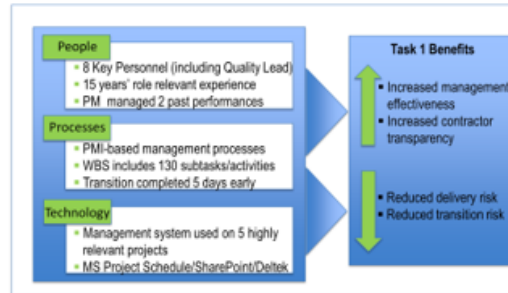 People
8 Key Personnel (including Quality Lead)
15 years' role relevant experience
PM managed 2 past performances
Processes
PMI-based management processes
WBS includes 130 subtasks/activities
Transition completed 5 days early
Technology
Management system used on 5 highly
relevant projects
MS Project Schedule/SharePoint/Deltek
Task 1 Benefits
Increased management
effectiveness
Increased contractor
transparency
Reduced delivery risk
Reduced transition risk